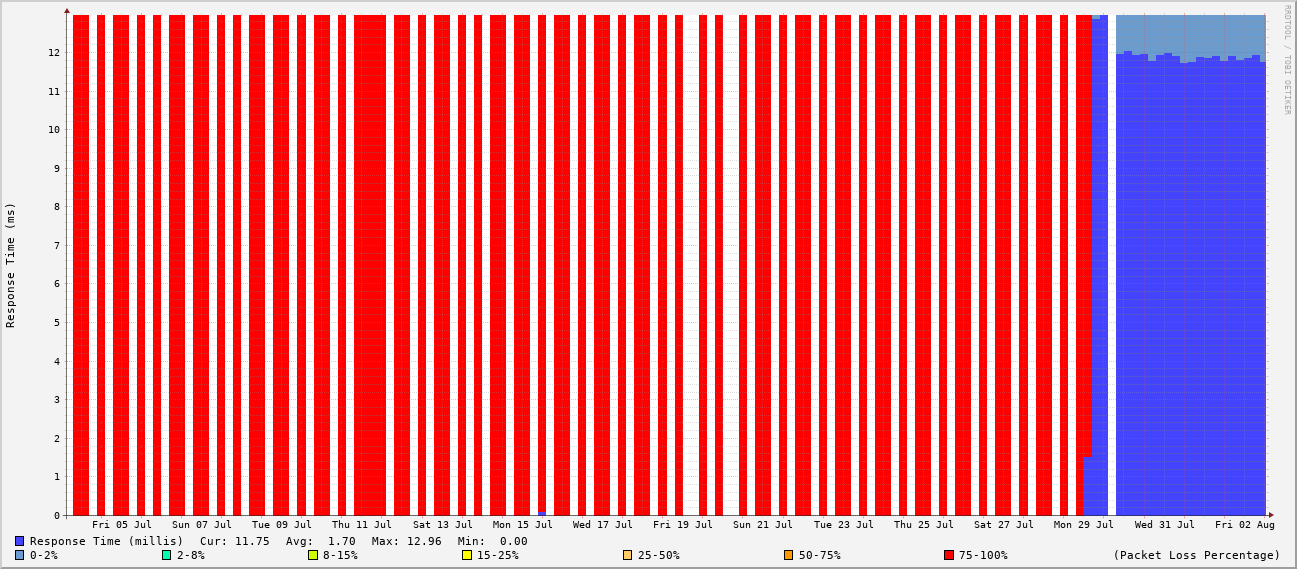 RRDTOOL / TOBI OETIKER
Response Time (ms)
12
11
10
9
8
7
6
5
4
3
2
1
0
Fri 05 Jul Sun 07 Jul Tue 09 Jul Thu 11 Jul Sat 13 Jul Mon 15 Jul Wed 17 Jul Fri 19 Jul Sun 21 Jul Tue 23 Jul Thu 25 Jul Sat 27 Jul Mon 29 Jul Wed 31 Jul Fri 02 Aug
Response Time (millis) Cur: 11.75 Avg: 1.70 Max: 12.96 Min: 0.00
0-2% 2-8% 8-15% 15-25% 25-50% 50-75% 75-100% (Packet Loss Percentage)